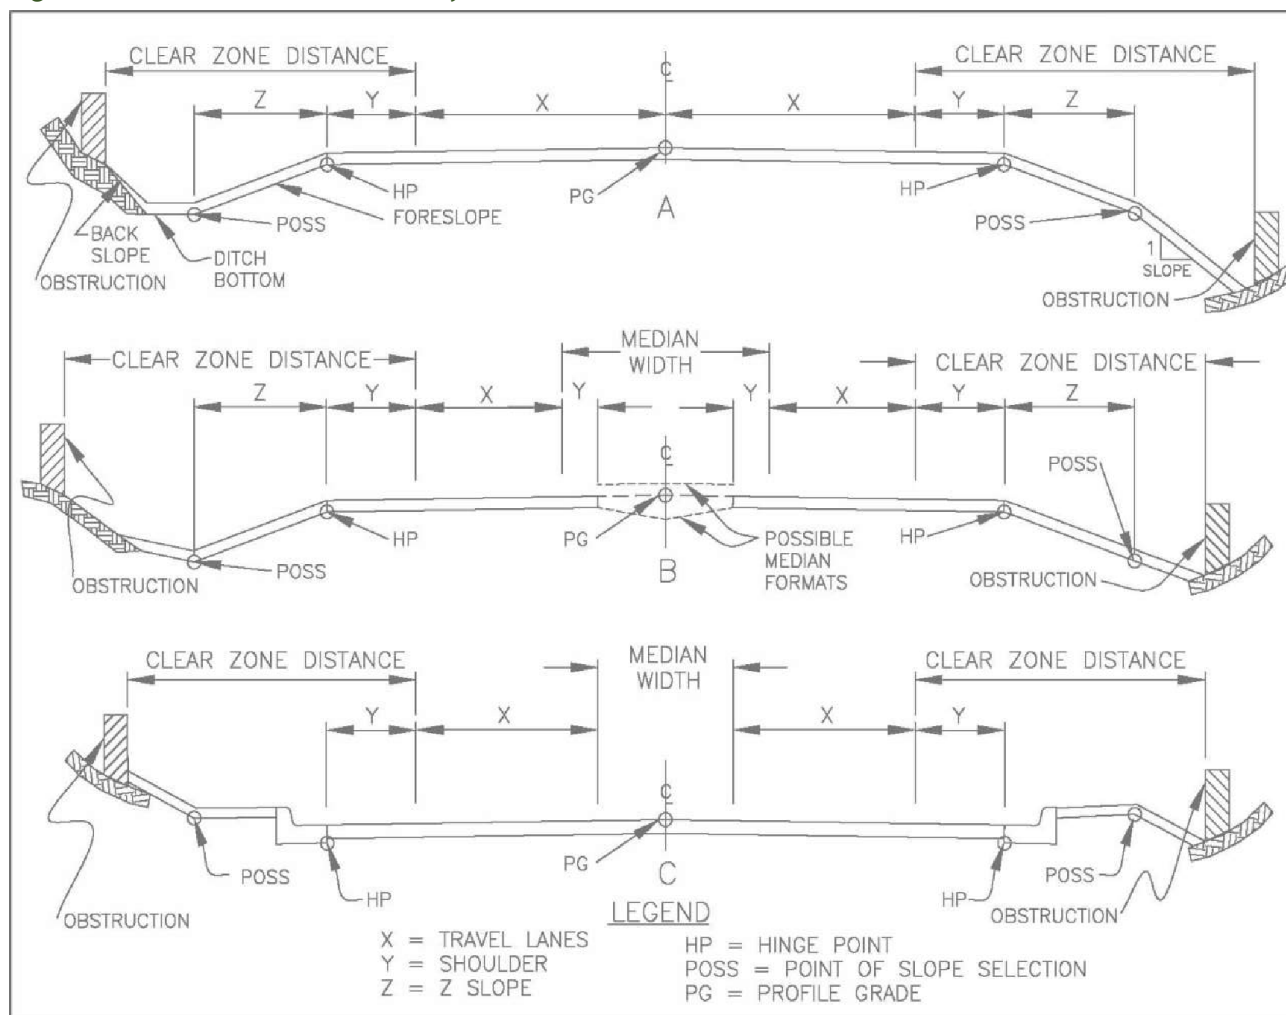 CLEAR ZONE DISTANCE
CLEAR ZONE DISTANCE
℄
Z
Y
X
X
Y
Z
HP
FORESLOPE
PG
A
HP
POSS
POSS
BACK
SLOPE
DITCH
BOTTOM
OBSTRUCTION
1
SLOPE
OBSTRUCTION
CLEAR ZONE DISTANCE
MEDIAN
WIDTH
CLEAR ZONE DISTANCE
Z
Y
X
Y
Y
X
Y
Z
℄
POSS
HP
PG
B
POSSIBLE
MEDIAN
FORMATS
HP
POSS
OBSTRUCTION
OBSTRUCTION
CLEAR ZONE DISTANCE
MEDIAN
WIDTH
CLEAR ZONE DISTANCE
Y
X
X
Y
℄
POSS
HP
PG
C
HP
POSS
OBSTRUCTION
OBSTRUCTION
LEGEND
X = TRAVEL LANES
Y = SHOULDER
Z = Z SLOPE
HP = HINGE POINT
POSS = POINT OF SLOPE SELECTION
PG = PROFILE GRADE